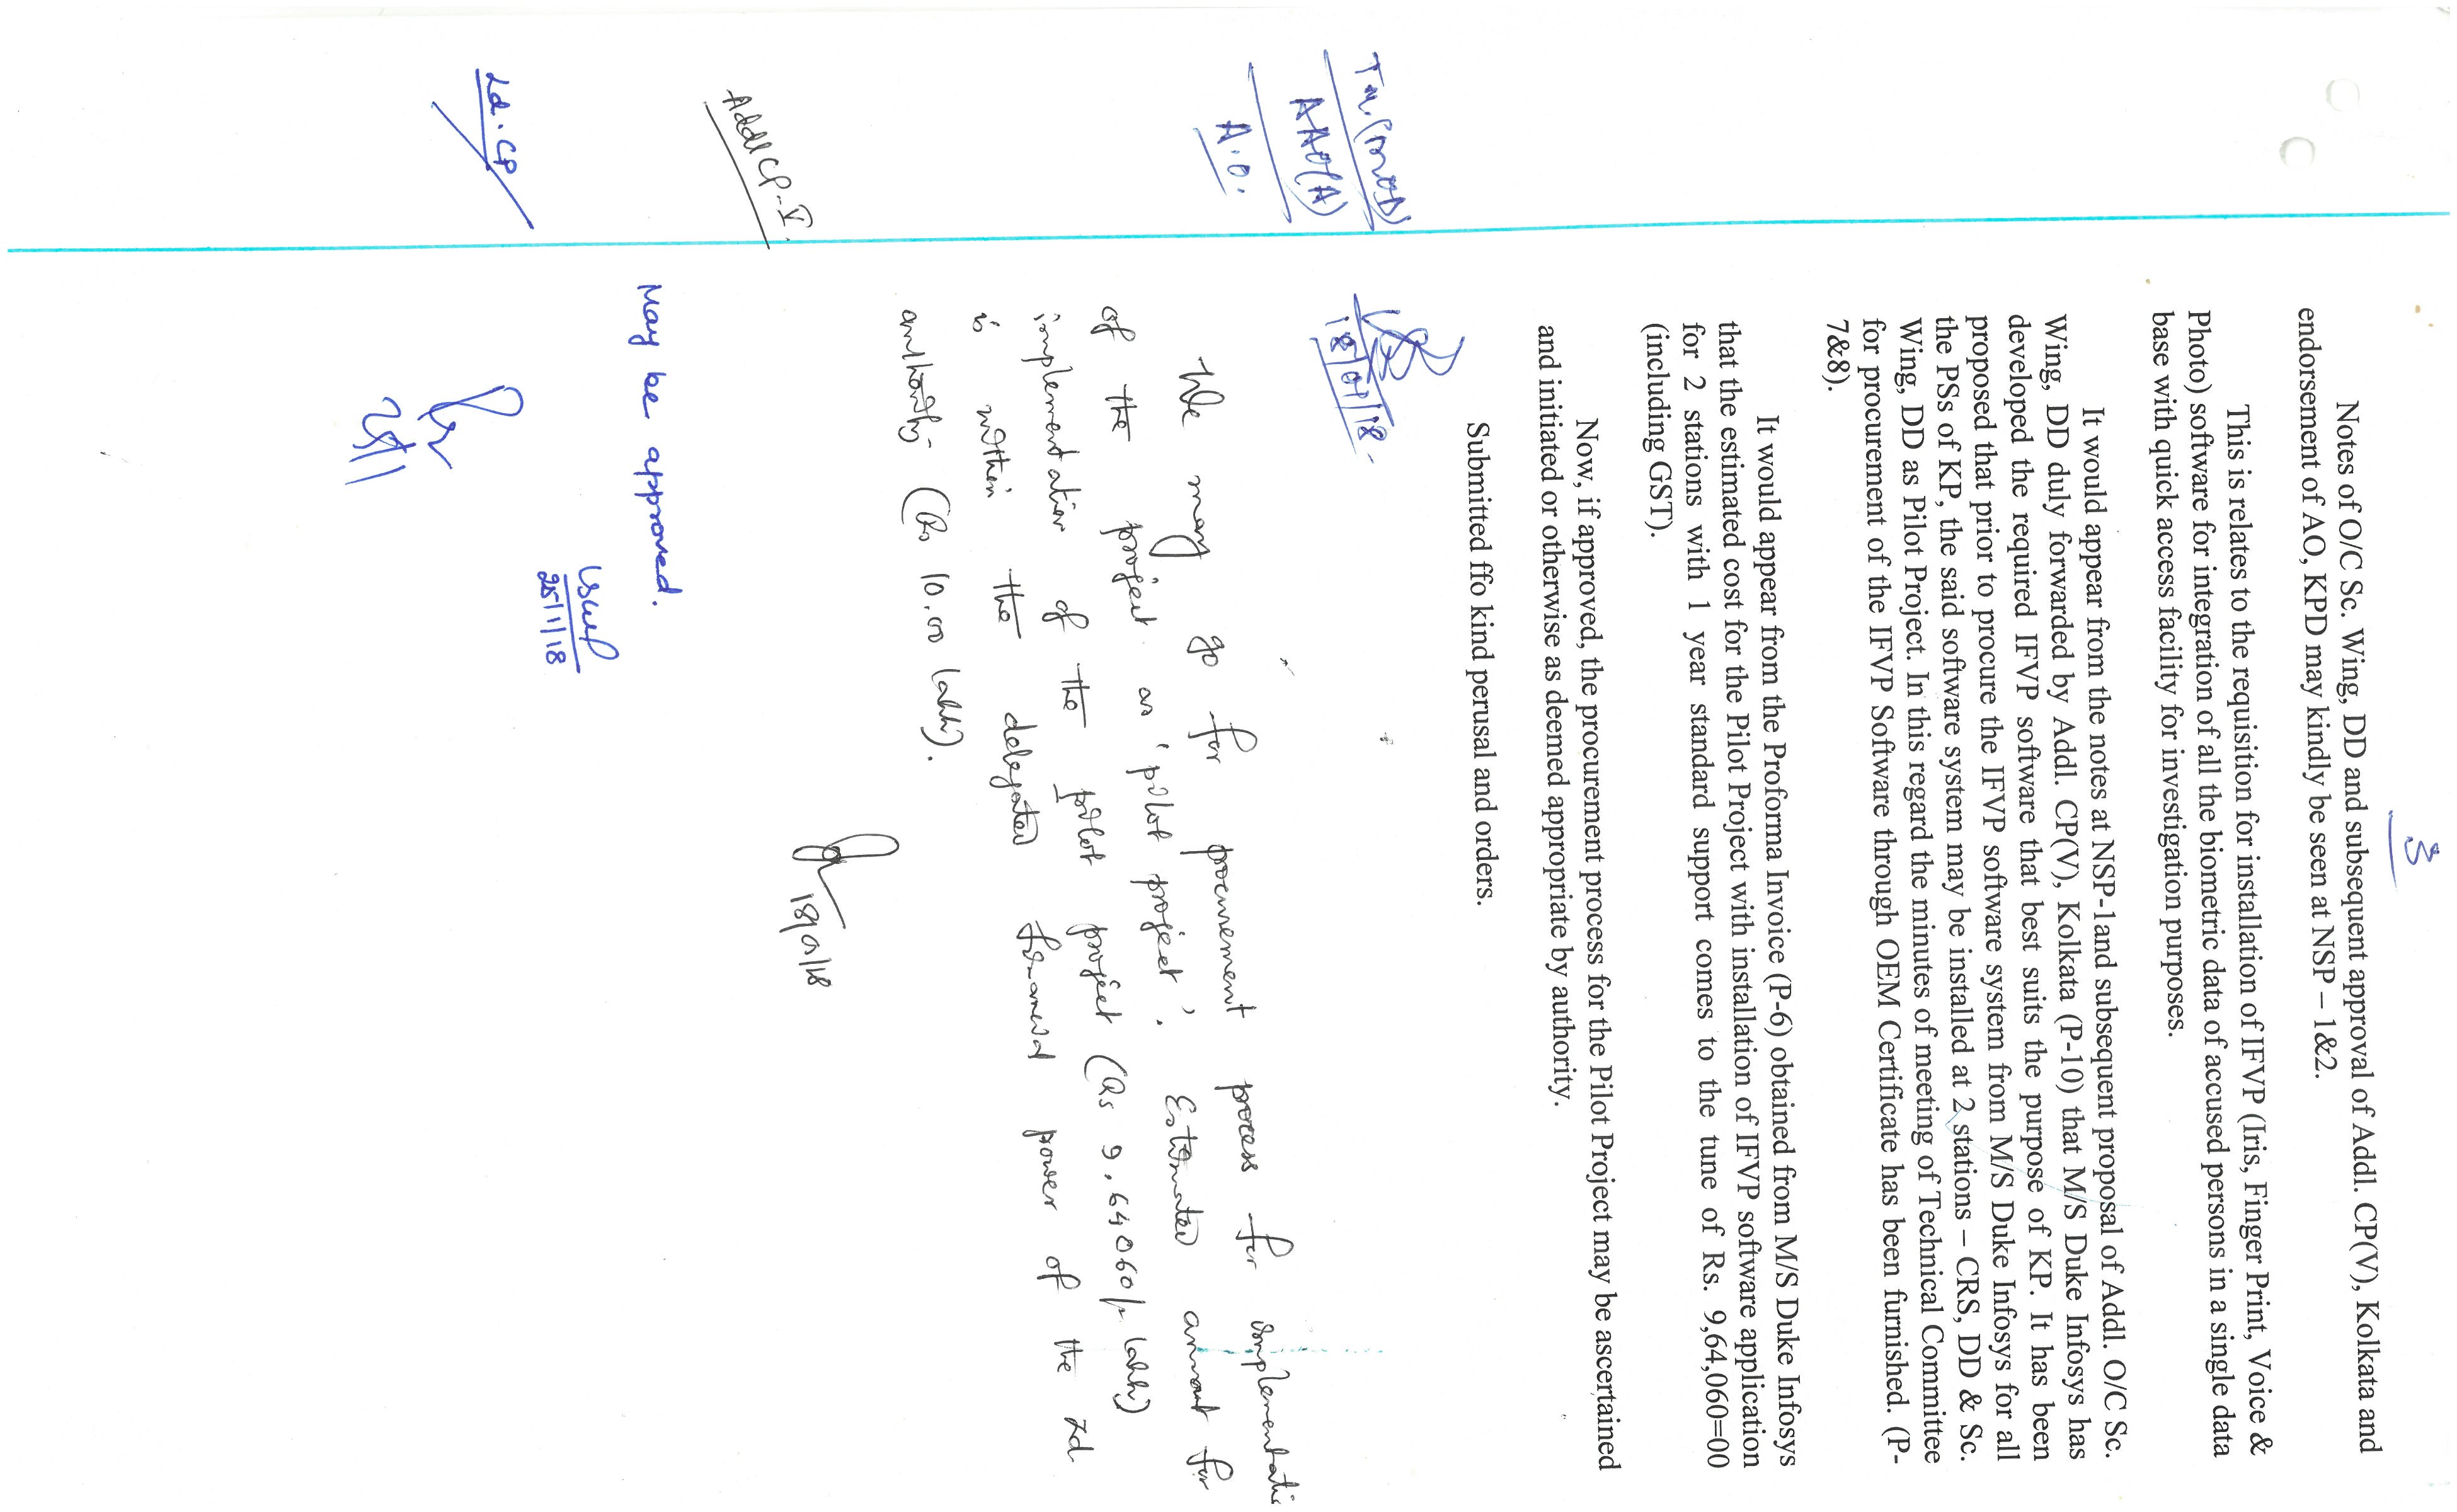 3
Notes of O/C Sc. Wing, DD and subsequent approval of Addl. CP(V), Kolkata and
endorsement of AO, KPD may kindly be seen at NSP – 1&2.
This is relates to the requisition for installation of IFVP (Iris, Finger Print, Voice &
Photo) software for integration of all the biometric data of accused persons in a single data
base with quick access facility for investigation purposes.
It would appear from the notes at NSP-1and subsequent proposal of Addl. O/C Sc.
Wing, DD duly forwarded by Addl. CP(V), Kolkata (P-10) that M/S Duke Infosys has
developed the required IFVP software that best suits the purpose of KP. It has been
proposed that prior to procure the IFVP software system from M/S Duke Infosys for all
the PSs of KP, the said software system may be installed at 2 stations – CRS, DD & Sc.
Wing, DD as Pilot Project. In this regard the minutes of meeting of Technical Committee
for procurement of the IFVP Software through OEM Certificate has been furnished. (P-
7&8).
It would appear from the Proforma Invoice (P-6) obtained from M/S Duke Infosys
that the estimated cost for the Pilot Project with installation of IFVP software application
for 2 stations with 1 year standard support comes to the tune of Rs. 9,64,060=00
(including GST).
Now, if approved, the procurement process for the Pilot Project may be ascertained
and initiated or otherwise as deemed appropriate by authority.
Submitted ffo kind perusal and orders.
18/01/18
AAO(A)
A.O.
We may go for procurement process for implementatio
of the project as 'pilot project'. Estimated amount for
implementation of the pilot project (Rs 9.64060/- lakh)
is within the delegated financial power of the Ld.
authority (Rs 10.00 lakh).
18/01/18
Addl CP-V.
May be approved.
25/1/18
Ld. CP
25/1